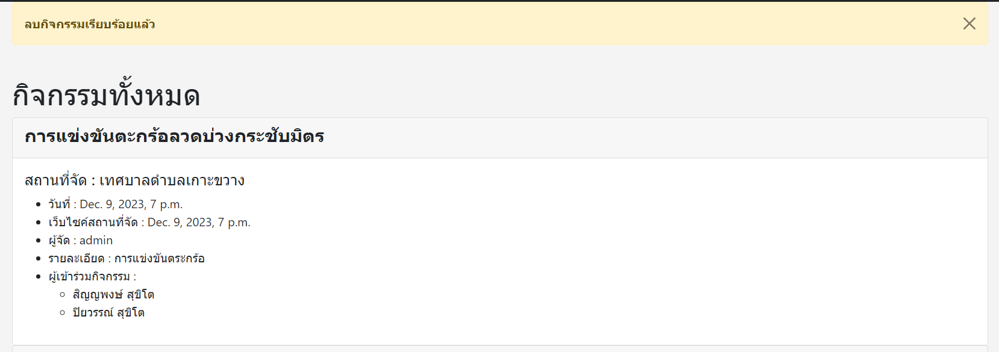 ลบกิจกรรมเรียบร้อยแล้ว
กิจกรรมทั้งหมด
การแข่งขันตะกร้อลวดบ่วงกระชับมิตร
สถานที่จัด : เทศบาลตำบลเกาะขวาง
วันที่ : Dec. 9, 2023, 7 p.m.
เว็บไซค์สถานที่จัด : Dec. 9, 2023, 7 p.m.
ผู้จัด : admin
รายละเอียด : การแข่งขันตระกร้อ
ผู้เข้าร่วมกิจกรรม :
สิญญพงษ์ สุขิโต
ปิยวรรณ์ สุขิโต